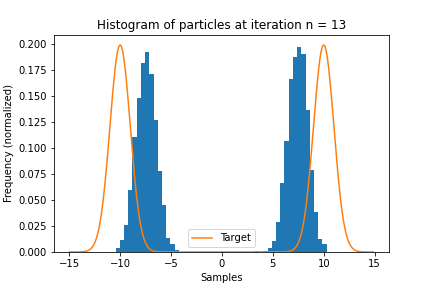 Histogram of particles at iteration n = 13
Frequency (normalized)
0.200
0.175
0.150
0.125
0.100
0.075
0.050
0.025
0.000
Target
−15 −10 −5 0 5 10 15
Samples